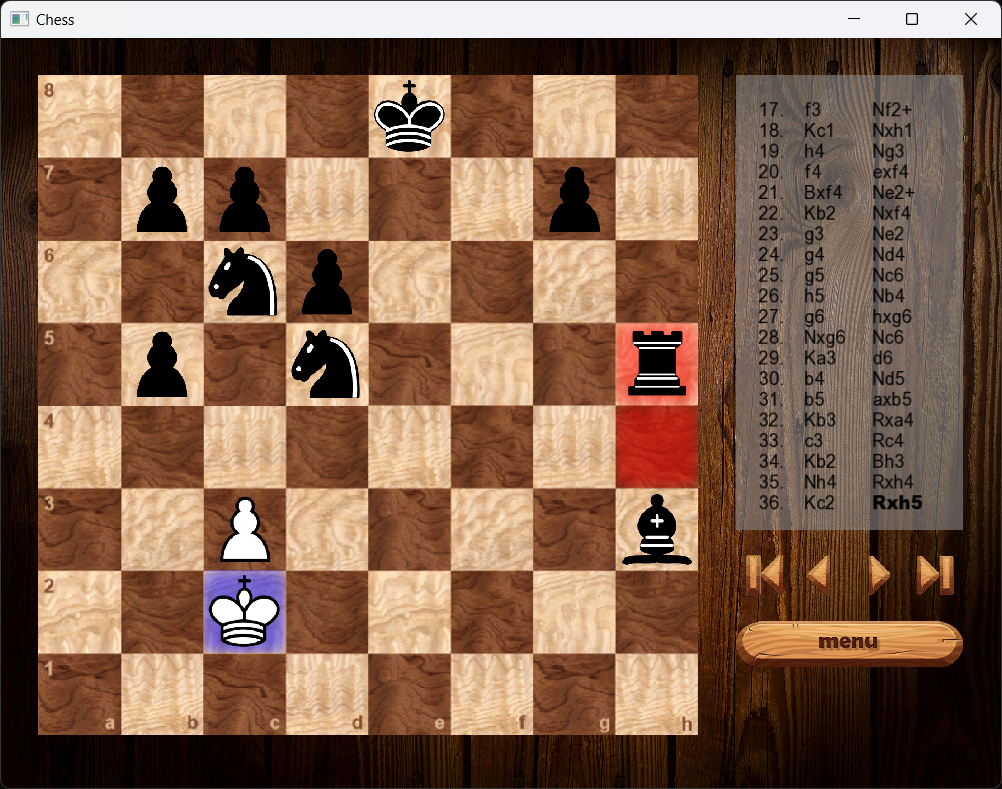 Chess
8
7
6
5
4
3
2
1
a b c d e f g h
17. f3 Nf2+
18. Kc1 Nxh1
19. h4 Ng3
20. f4 exf4
21. Bxf4 Ne2+
22. Kb2 Nxf4
23. g3 Ne2
24. g4 Nd4
25. g5 Nc6
26. h5 Nb4
27. g6 hxg6
28. Nxg6 Nc6
29. Ka3 d6
30. b4 Nd5
31. b5 axb5
32. Kb3 Rxa4
33. c3 Rc4
34. Kb2 Bh3
35. Nh4 Rxh4
36. Kc2 Rxh5
menu